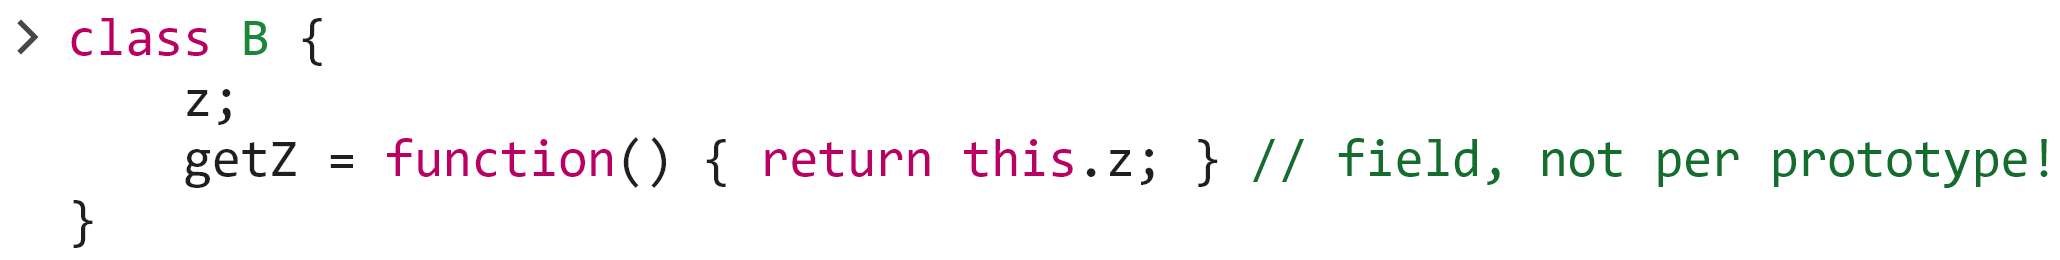 > class B {
    z;
    getZ = function() { return this.z; } // field, not per prototype!
}